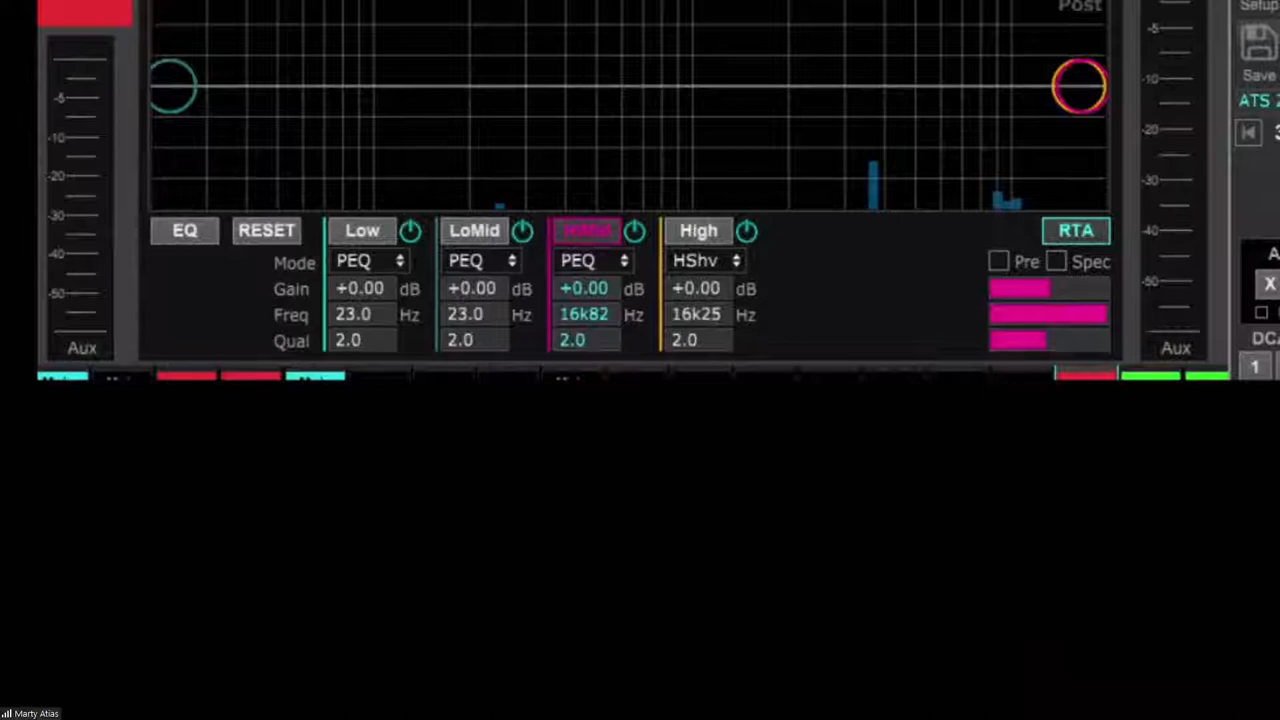 Post
Setup
-5
-5
-10
-10
Save
ATS
-20
-20
-30
-30
-40
-40
-50
-50
EQ RESET Low LoMid HiMid High RTA
Mode PEQ PEQ PEQ HShv Pre Spec
Gain +0.00 dB +0.00 dB +0.00 dB +0.00 dB
X
Freq 23.0 Hz 23.0 Hz 16k82 Hz 16k25 Hz
Qual 2.0 2.0 2.0 2.0
DCA
Aux Aux
1
Marty Atias